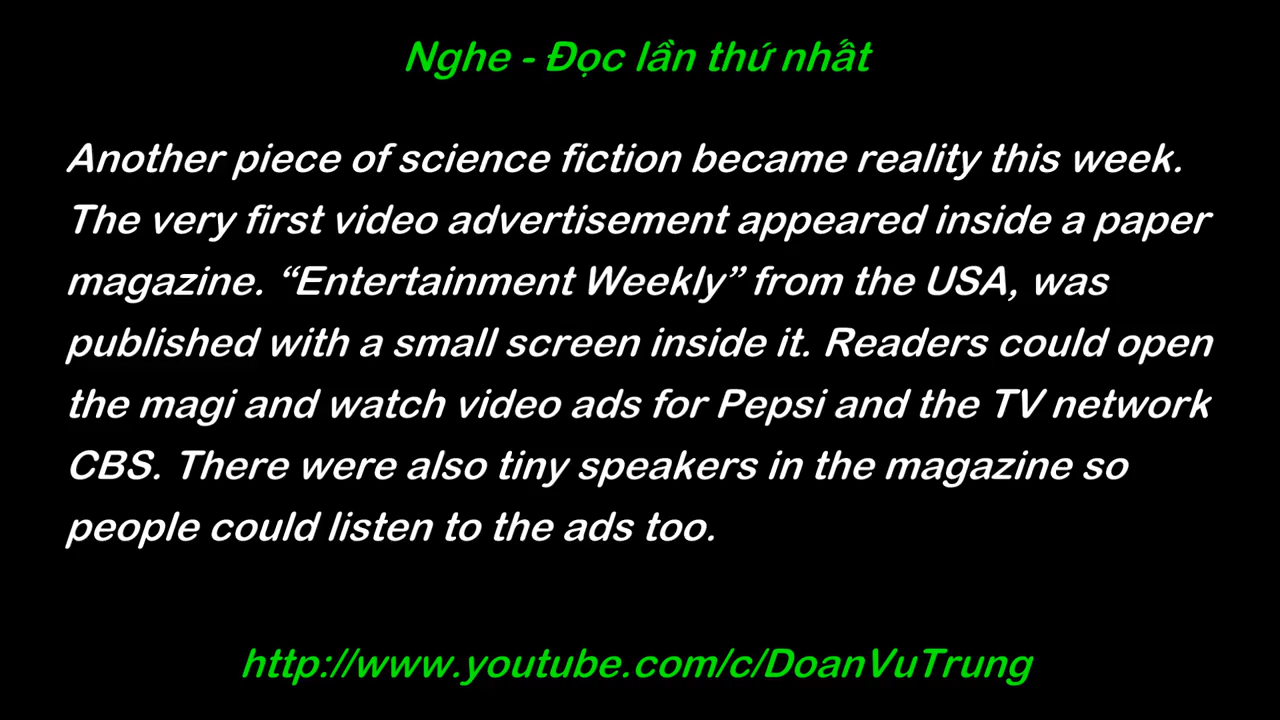 Nghe - Đọc lần thứ nhất
Another piece of science fiction became reality this week.
The very first video advertisement appeared inside a paper
magazine. “Entertainment Weekly” from the USA, was
published with a small screen inside it. Readers could open
the magi and watch video ads for Pepsi and the TV network
CBS. There were also tiny speakers in the magazine so
people could listen to the ads too.
http://www.youtube.com/c/DoanVuTrung